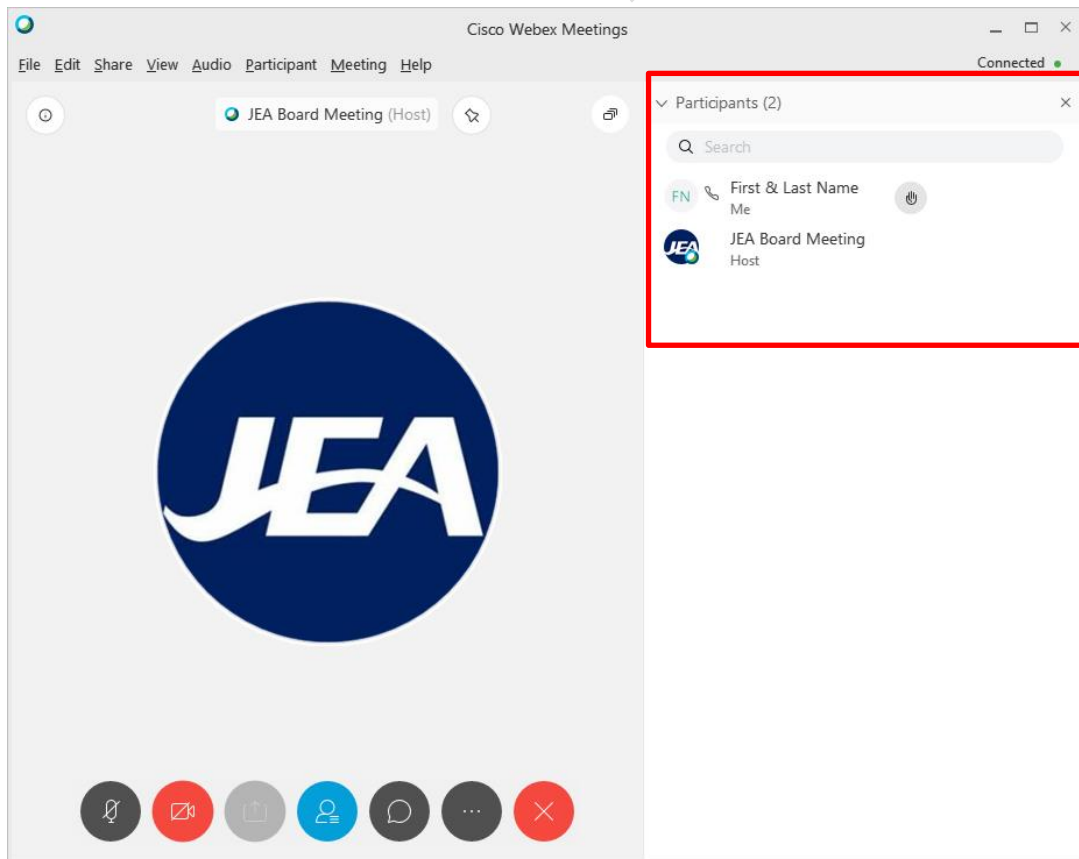 Cisco Webex Meetings
File Edit Share View Audio Participant Meeting Help
Connected
JEA Board Meeting (Host)
JEA
Participants (2)
Search
FN
First & Last Name
Me
JEA
JEA Board Meeting
Host